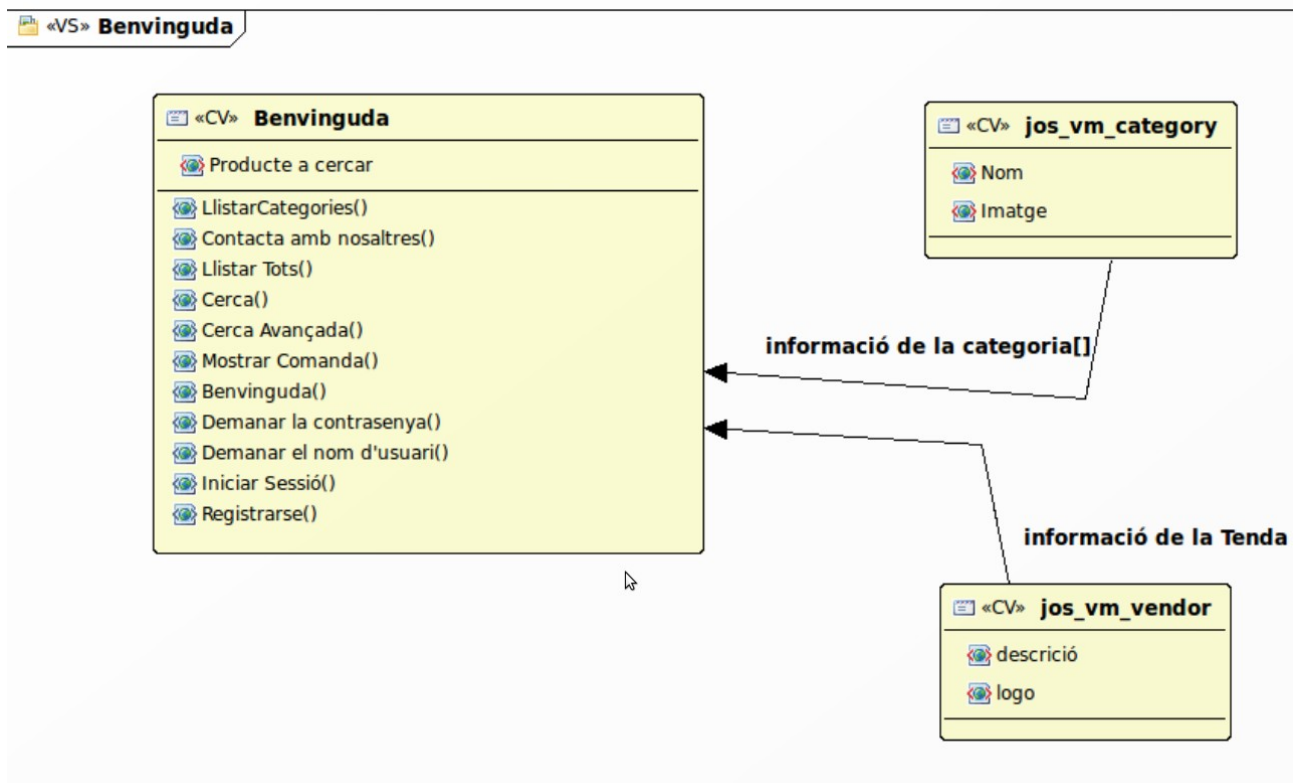 «VS» Benvinguda
«CV» Benvinguda
Producte a cercar
LlistarCategories()
Contacta amb nosaltres()
Llistar Tots()
Cerca()
Cerca Avançada()
Mostrar Comanda()
Benvinguda()
Demanar la contrasenya()
Demanar el nom d'usuari()
Iniciar Sessió()
Registrarse()
«CV» jos_vm_category
Nom
Imatge
informació de la categoria[]
informació de la Tenda
«CV» jos_vm_vendor
descrició
logo